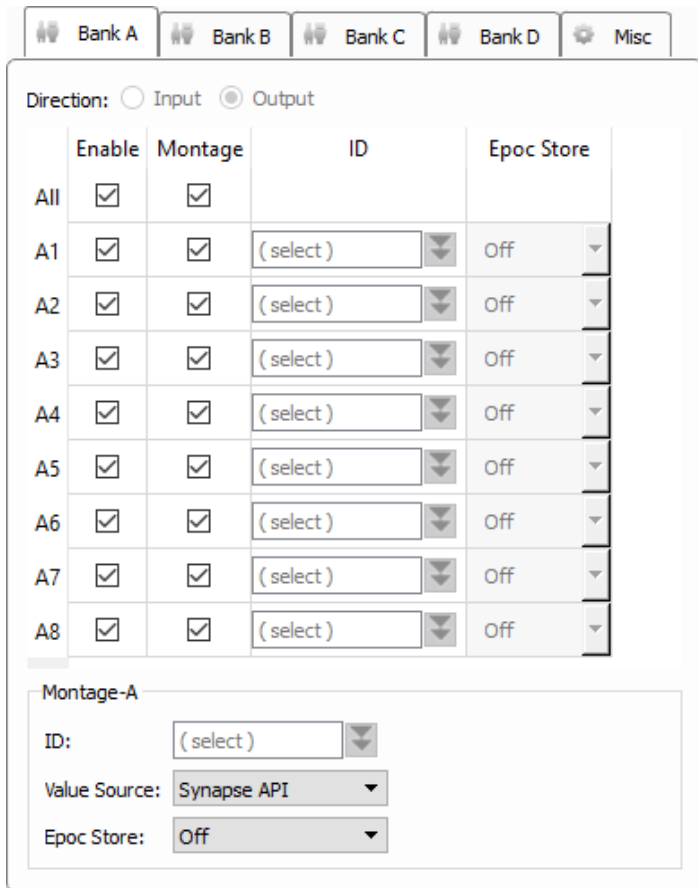 Bank A Bank B Bank C Bank D Misc
Direction: Input Output
Enable Montage ID Epoc Store
All
A1 ( select ) Off
A2 ( select ) Off
A3 ( select ) Off
A4 ( select ) Off
A5 ( select ) Off
A6 ( select ) Off
A7 ( select ) Off
A8 ( select ) Off
Montage-A
ID: ( select )
Value Source: Synapse API
Epoc Store: Off